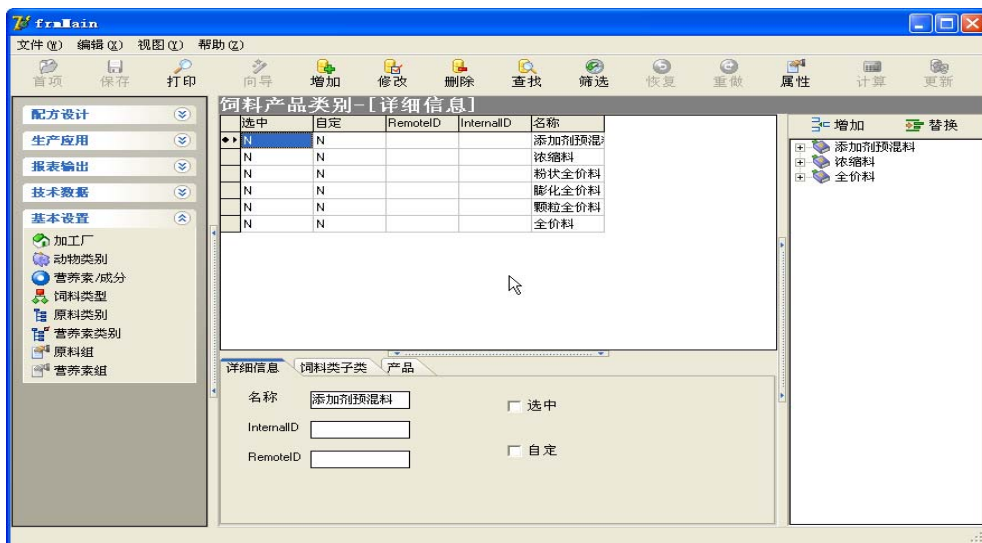 frmMain
文件(W) 编辑(X) 视图(Y) 帮助(Z)
首项 保存 打印 向导 增加 修改 删除 查找 筛选 恢复 重做 属性 计算 更新
配方设计
生产应用
报表输出
技术数据
基本设置
加工厂
动物类别
营养素/成分
饲料类型
原料类别
营养素类别
原料组
营养素组
饲料产品类别-[详细信息]
选中 自定 RemoteID InternalID 名称
N N 添加剂预混料
N N 浓缩料
N N 粉状全价料
N N 膨化全价料
N N 颗粒全价料
N N 全价料
详细信息 饲料类子类 产品
名称 添加剂预混料
InternalID
RemoteID
选中
自定
增加 替换
添加剂预混料
浓缩料
全价料